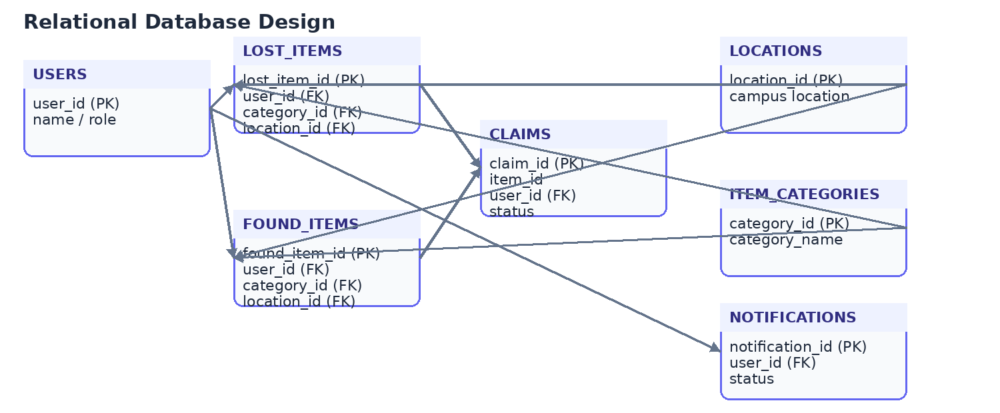 Relational Database Design
USERS
user_id (PK)
name / role
LOST_ITEMS
lost_item_id (PK)
user_id (FK)
category_id (FK)
location_id (FK)
FOUND_ITEMS
found_item_id (PK)
user_id (FK)
category_id (FK)
location_id (FK)
CLAIMS
claim_id (PK)
item_id
user_id (FK)
status
LOCATIONS
location_id (PK)
campus location
ITEM_CATEGORIES
category_id (PK)
category_name
NOTIFICATIONS
notification_id (PK)
user_id (FK)
status